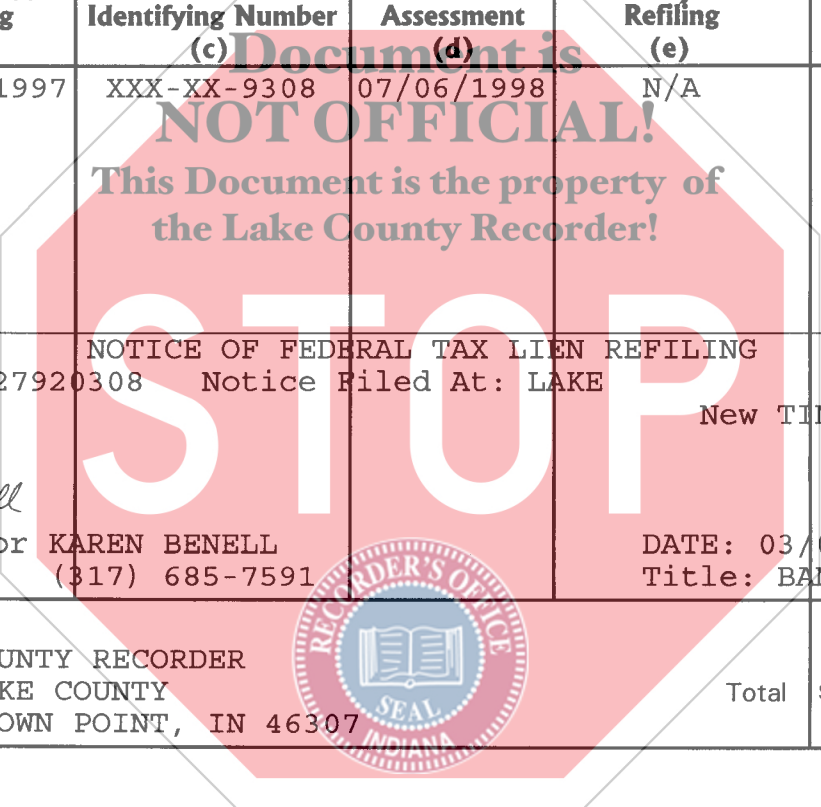 g Identifying Number Assessment Refiling
(c) (d) (e)
Document is
1997 XXX-XX-9308 07/06/1998 N/A
NOT OFFICIAL!
This Document is the property of
the Lake County Recorder!
STOP
NOTICE OF FEDERAL TAX LIEN REFILING
27920308 Notice Filed At: LAKE
New TIN
ll
or KAREN BENELL DATE: 03/
(317) 685-7591 Title: BAN
RECORDER'S OFFICE
UNTY RECORDER
KE COUNTY Total
SEAL
OWN POINT, IN 46307
INDIANA